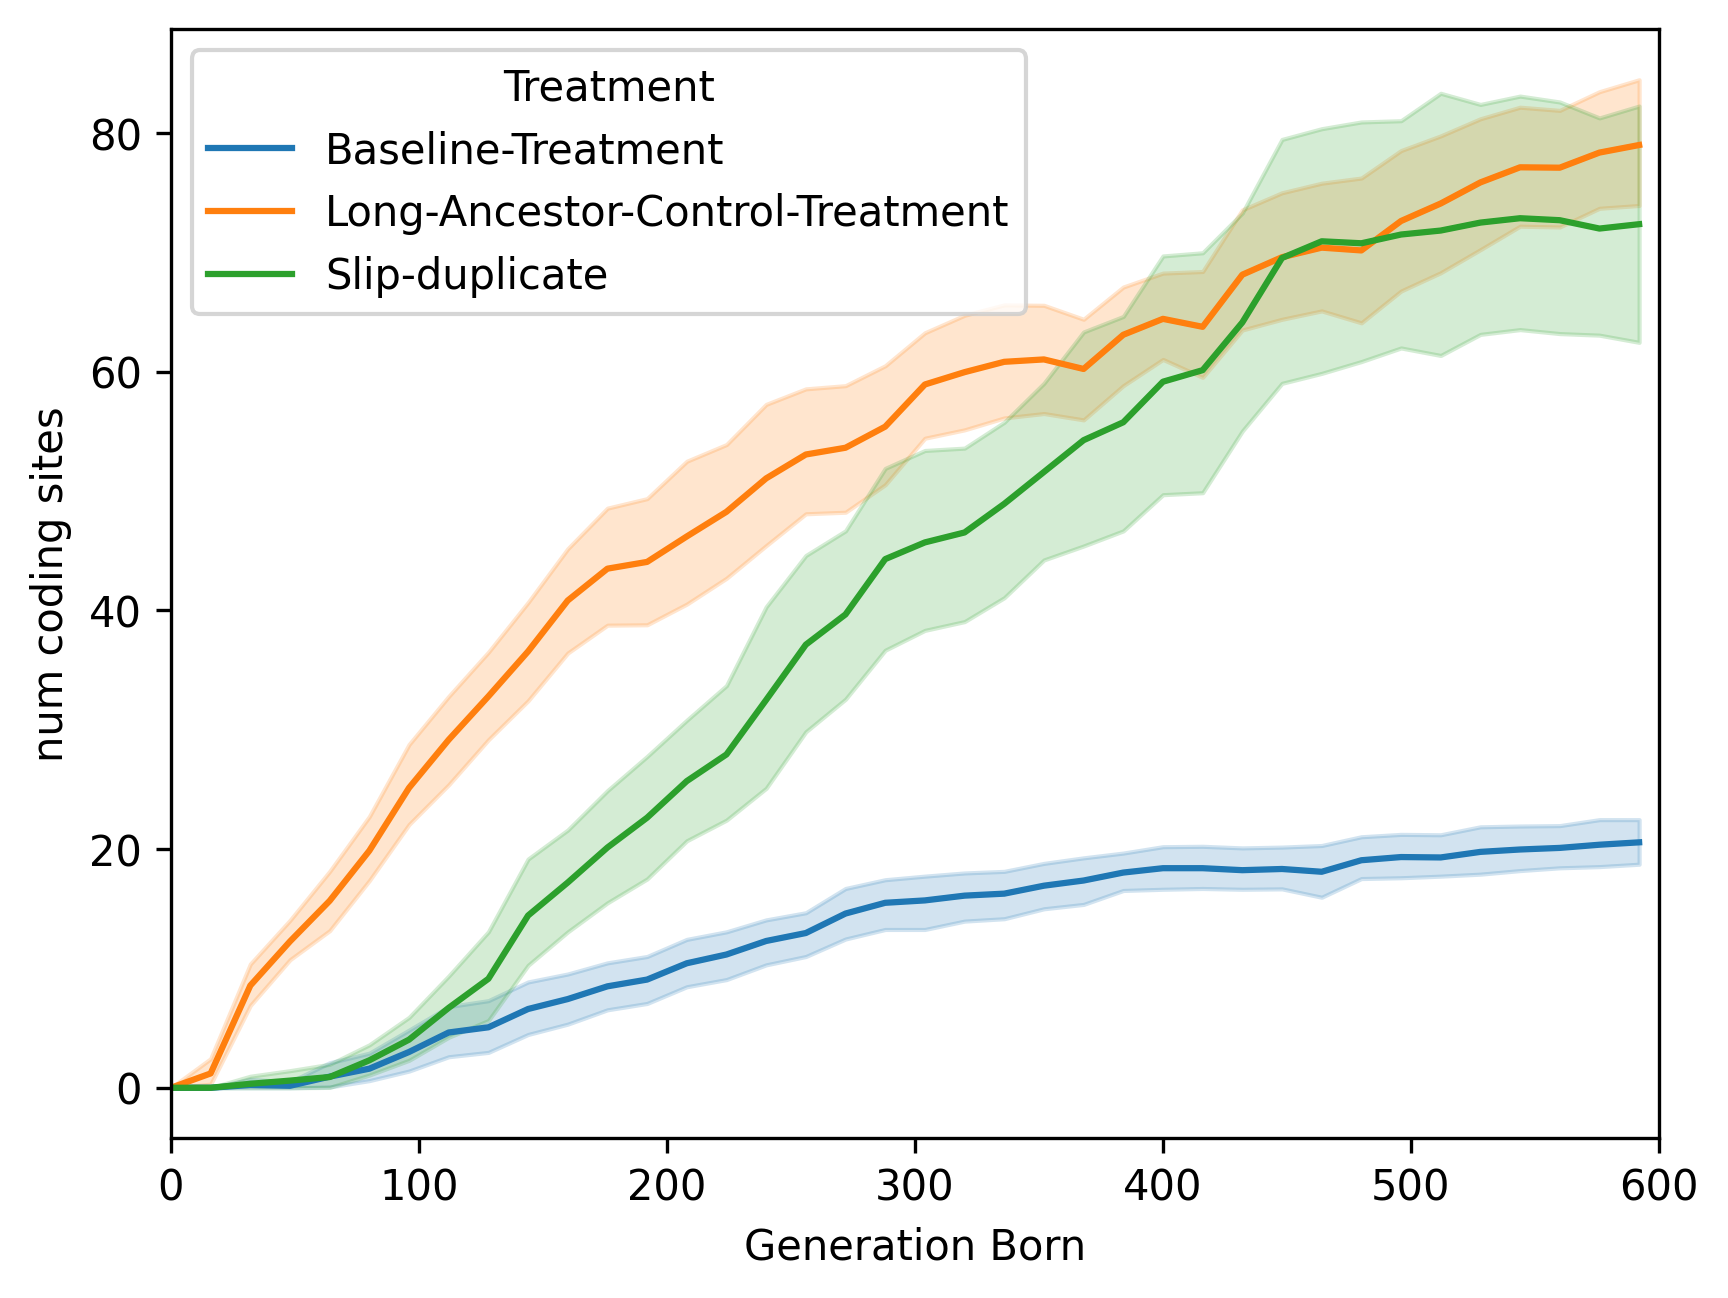 Treatment
Baseline-Treatment
Long-Ancestor-Control-Treatment
Slip-duplicate
80
60
40
20
0
num coding sites
0 100 200 300 400 500 600
Generation Born